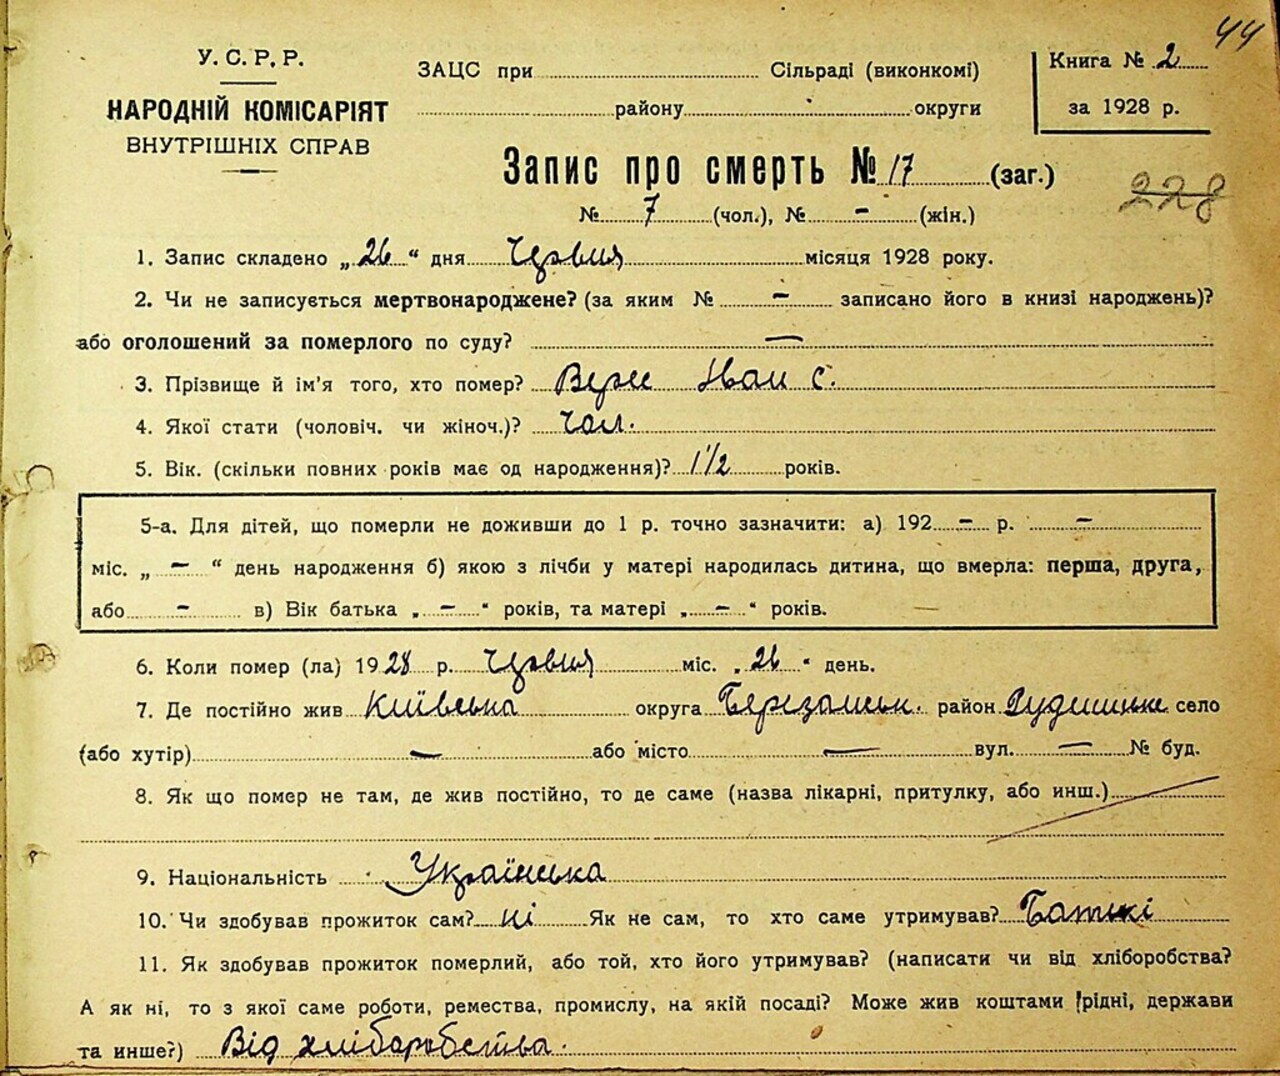 44
У. С. Р. Р.
НАРОДНІЙ КОМІСАРІЯТ
ВНУТРІШНІХ СПРАВ
ЗАЦС при Сільраді (виконкомі)
району округи
Книга № 2
за 1928 р.
Запис про смерть № 17 (заг.)
228
№ 7 (чол.), № – (жін.)
1. Запис складено „26“ дня Червня місяця 1928 року.
2. Чи не записується мертвонароджене? (за яким № – записано його в книзі народжень)?
або оголошений за померлого по суду? —
3. Прізвище й ім'я того, хто помер? Іван С.
4. Якої стати (чоловіч. чи жіноч.)? Чол.
5. Вік. (скільки повних років має од народження)? 1 1/2 років.
5-а. Для дітей, що померли не доживши до 1 р. точно зазначити: а) 192 – р. –
міс. „ – “ день народження б) якою з лічби у матері народилась дитина, що вмерла: перша, друга,
або – в) Вік батька „ – “ років, та матері „ – “ років.
6. Коли помер (ла) 1928 р. Червня міс. „26“ день.
7. Де постійно жив Київська округа Березанськ. район село
(або хутір) — або місто — вул. — № буд.
8. Як що помер не там, де жив постійно, то де саме (назва лікарні, притулку, або инш.)
9. Національність Українська
10. Чи здобував прожиток сам? ні Як не сам, то хто саме утримував? Батькі
11. Як здобував прожиток померлий, або той, хто його утримував? (написати чи від хліборобства?
А як ні, то з якої саме роботи, ремества, промислу, на якій посаді? Може жив коштами рідні, держави
та инше?) Від хліборобства.